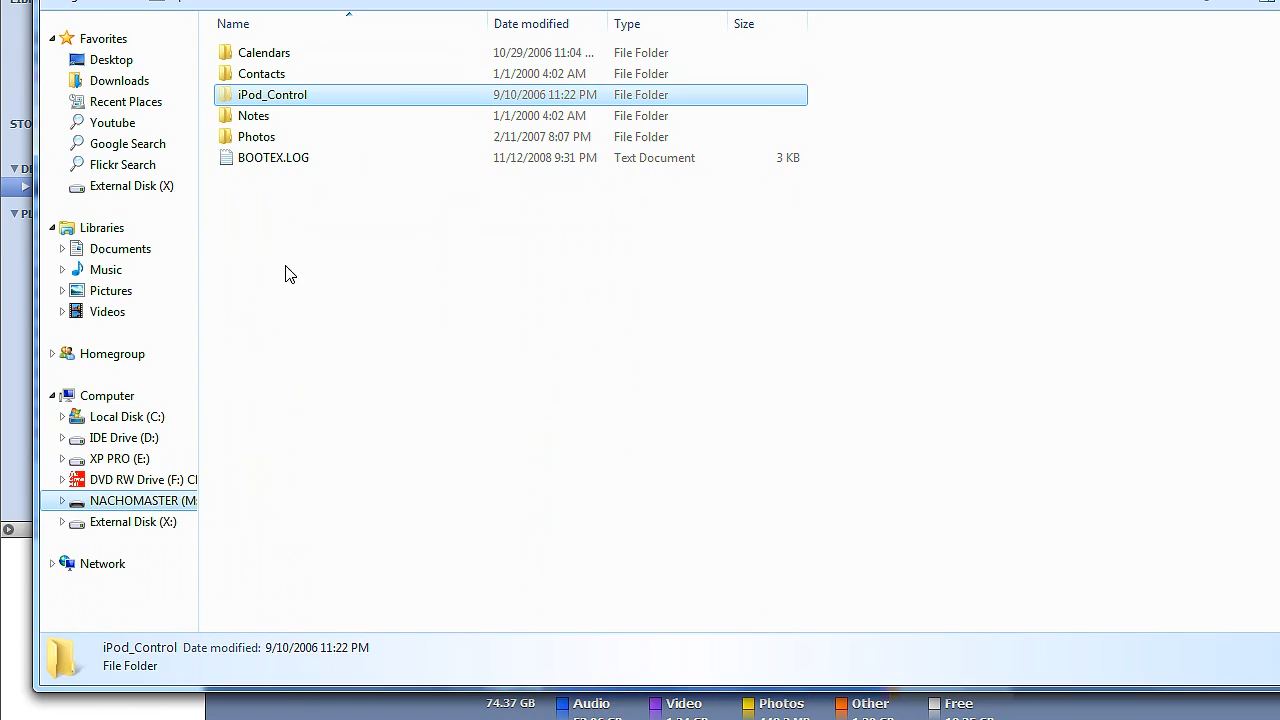 Name Date modified Type Size
Favorites
Desktop
Downloads
Recent Places
Youtube
Google Search
Flickr Search
External Disk (X)
Libraries
Documents
Music
Pictures
Videos
Homegroup
Computer
Local Disk (C:)
IDE Drive (D:)
XP PRO (E:)
DVD RW Drive (F:)
NACHOMASTER (M:
External Disk (X:)
Network
Calendars 10/29/2006 11:04 ... File Folder
Contacts 1/1/2000 4:02 AM File Folder
iPod_Control 9/10/2006 11:22 PM File Folder
Notes 1/1/2000 4:02 AM File Folder
Photos 2/11/2007 8:07 PM File Folder
BOOTEX.LOG 11/12/2008 9:31 PM Text Document 3 KB
iPod_Control Date modified: 9/10/2006 11:22 PM
File Folder
74.37 GB Audio Video Photos Other Free